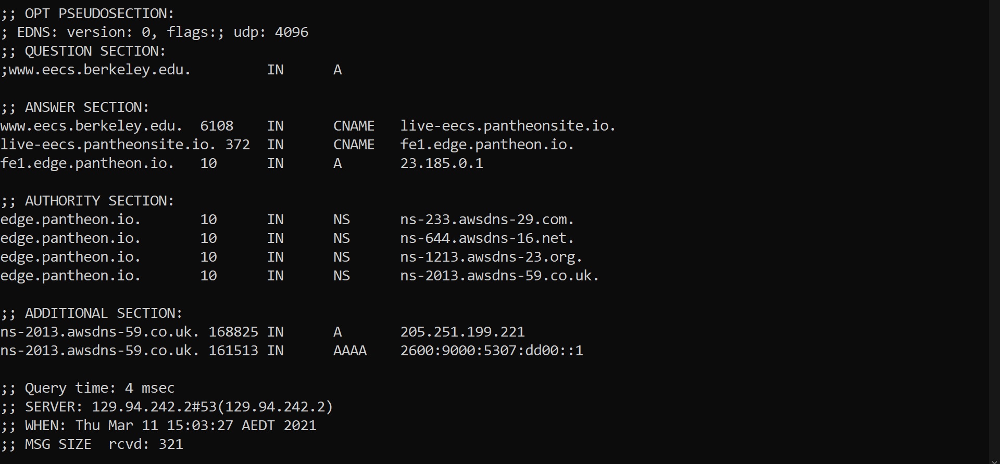 ;; OPT PSEUDOSECTION:
; EDNS: version: 0, flags:; udp: 4096
;; QUESTION SECTION:
;www.eecs.berkeley.edu. IN A
;; ANSWER SECTION:
www.eecs.berkeley.edu. 6108 IN CNAME live-eecs.pantheonsite.io.
live-eecs.pantheonsite.io. 372 IN CNAME fe1.edge.pantheon.io.
fe1.edge.pantheon.io. 10 IN A 23.185.0.1
;; AUTHORITY SECTION:
edge.pantheon.io. 10 IN NS ns-233.awsdns-29.com.
edge.pantheon.io. 10 IN NS ns-644.awsdns-16.net.
edge.pantheon.io. 10 IN NS ns-1213.awsdns-23.org.
edge.pantheon.io. 10 IN NS ns-2013.awsdns-59.co.uk.
;; ADDITIONAL SECTION:
ns-2013.awsdns-59.co.uk. 168825 IN A 205.251.199.221
ns-2013.awsdns-59.co.uk. 161513 IN AAAA 2600:9000:5307:dd00::1
;; Query time: 4 msec
;; SERVER: 129.94.242.2#53(129.94.242.2)
;; WHEN: Thu Mar 11 15:03:27 AEDT 2021
;; MSG SIZE  rcvd: 321